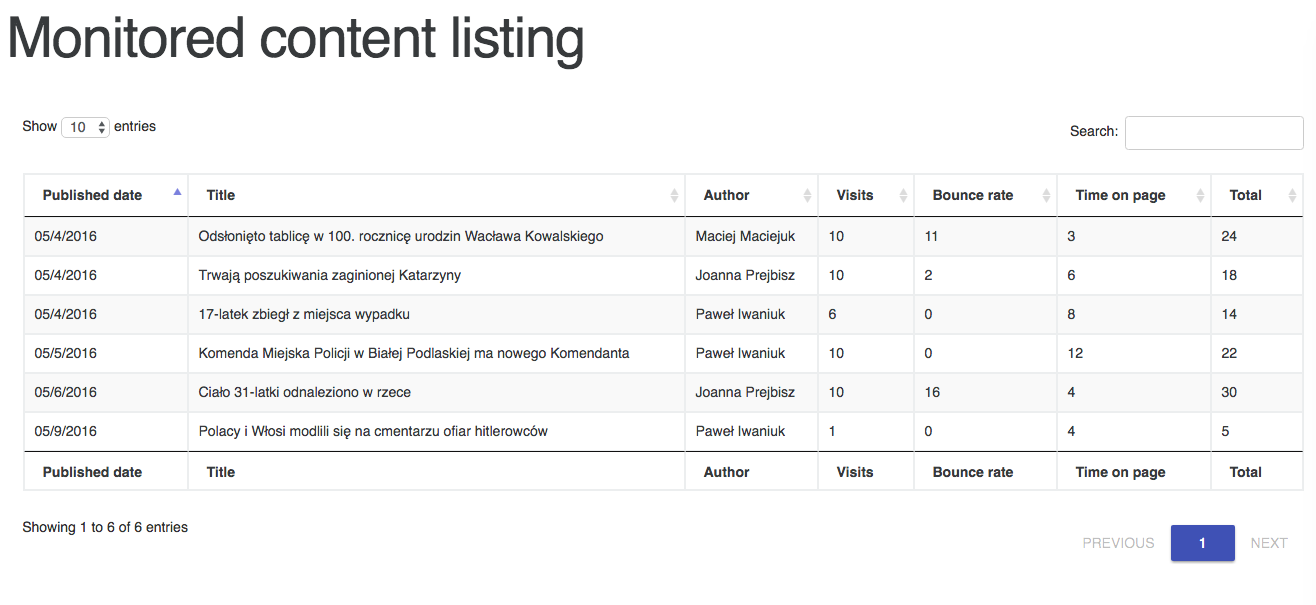 Monitored content listing
Show 10 entries
Search:
Published date Title Author Visits Bounce rate Time on page Total
05/4/2016 Odsłonięto tablicę w 100. rocznicę urodzin Wacława Kowalskiego Maciej Maciejuk 10 11 3 24
05/4/2016 Trwają poszukiwania zaginionej Katarzyny Joanna Prejbisz 10 2 6 18
05/4/2016 17-latek zbiegł z miejsca wypadku Paweł Iwaniuk 6 0 8 14
05/5/2016 Komenda Miejska Policji w Białej Podlaskiej ma nowego Komendanta Paweł Iwaniuk 10 0 12 22
05/6/2016 Ciało 31-latki odnaleziono w rzece Joanna Prejbisz 10 16 4 30
05/9/2016 Polacy i Włosi modlili się na cmentarzu ofiar hitlerowców Paweł Iwaniuk 1 0 4 5
Published date Title Author Visits Bounce rate Time on page Total
Showing 1 to 6 of 6 entries
PREVIOUS 1 NEXT